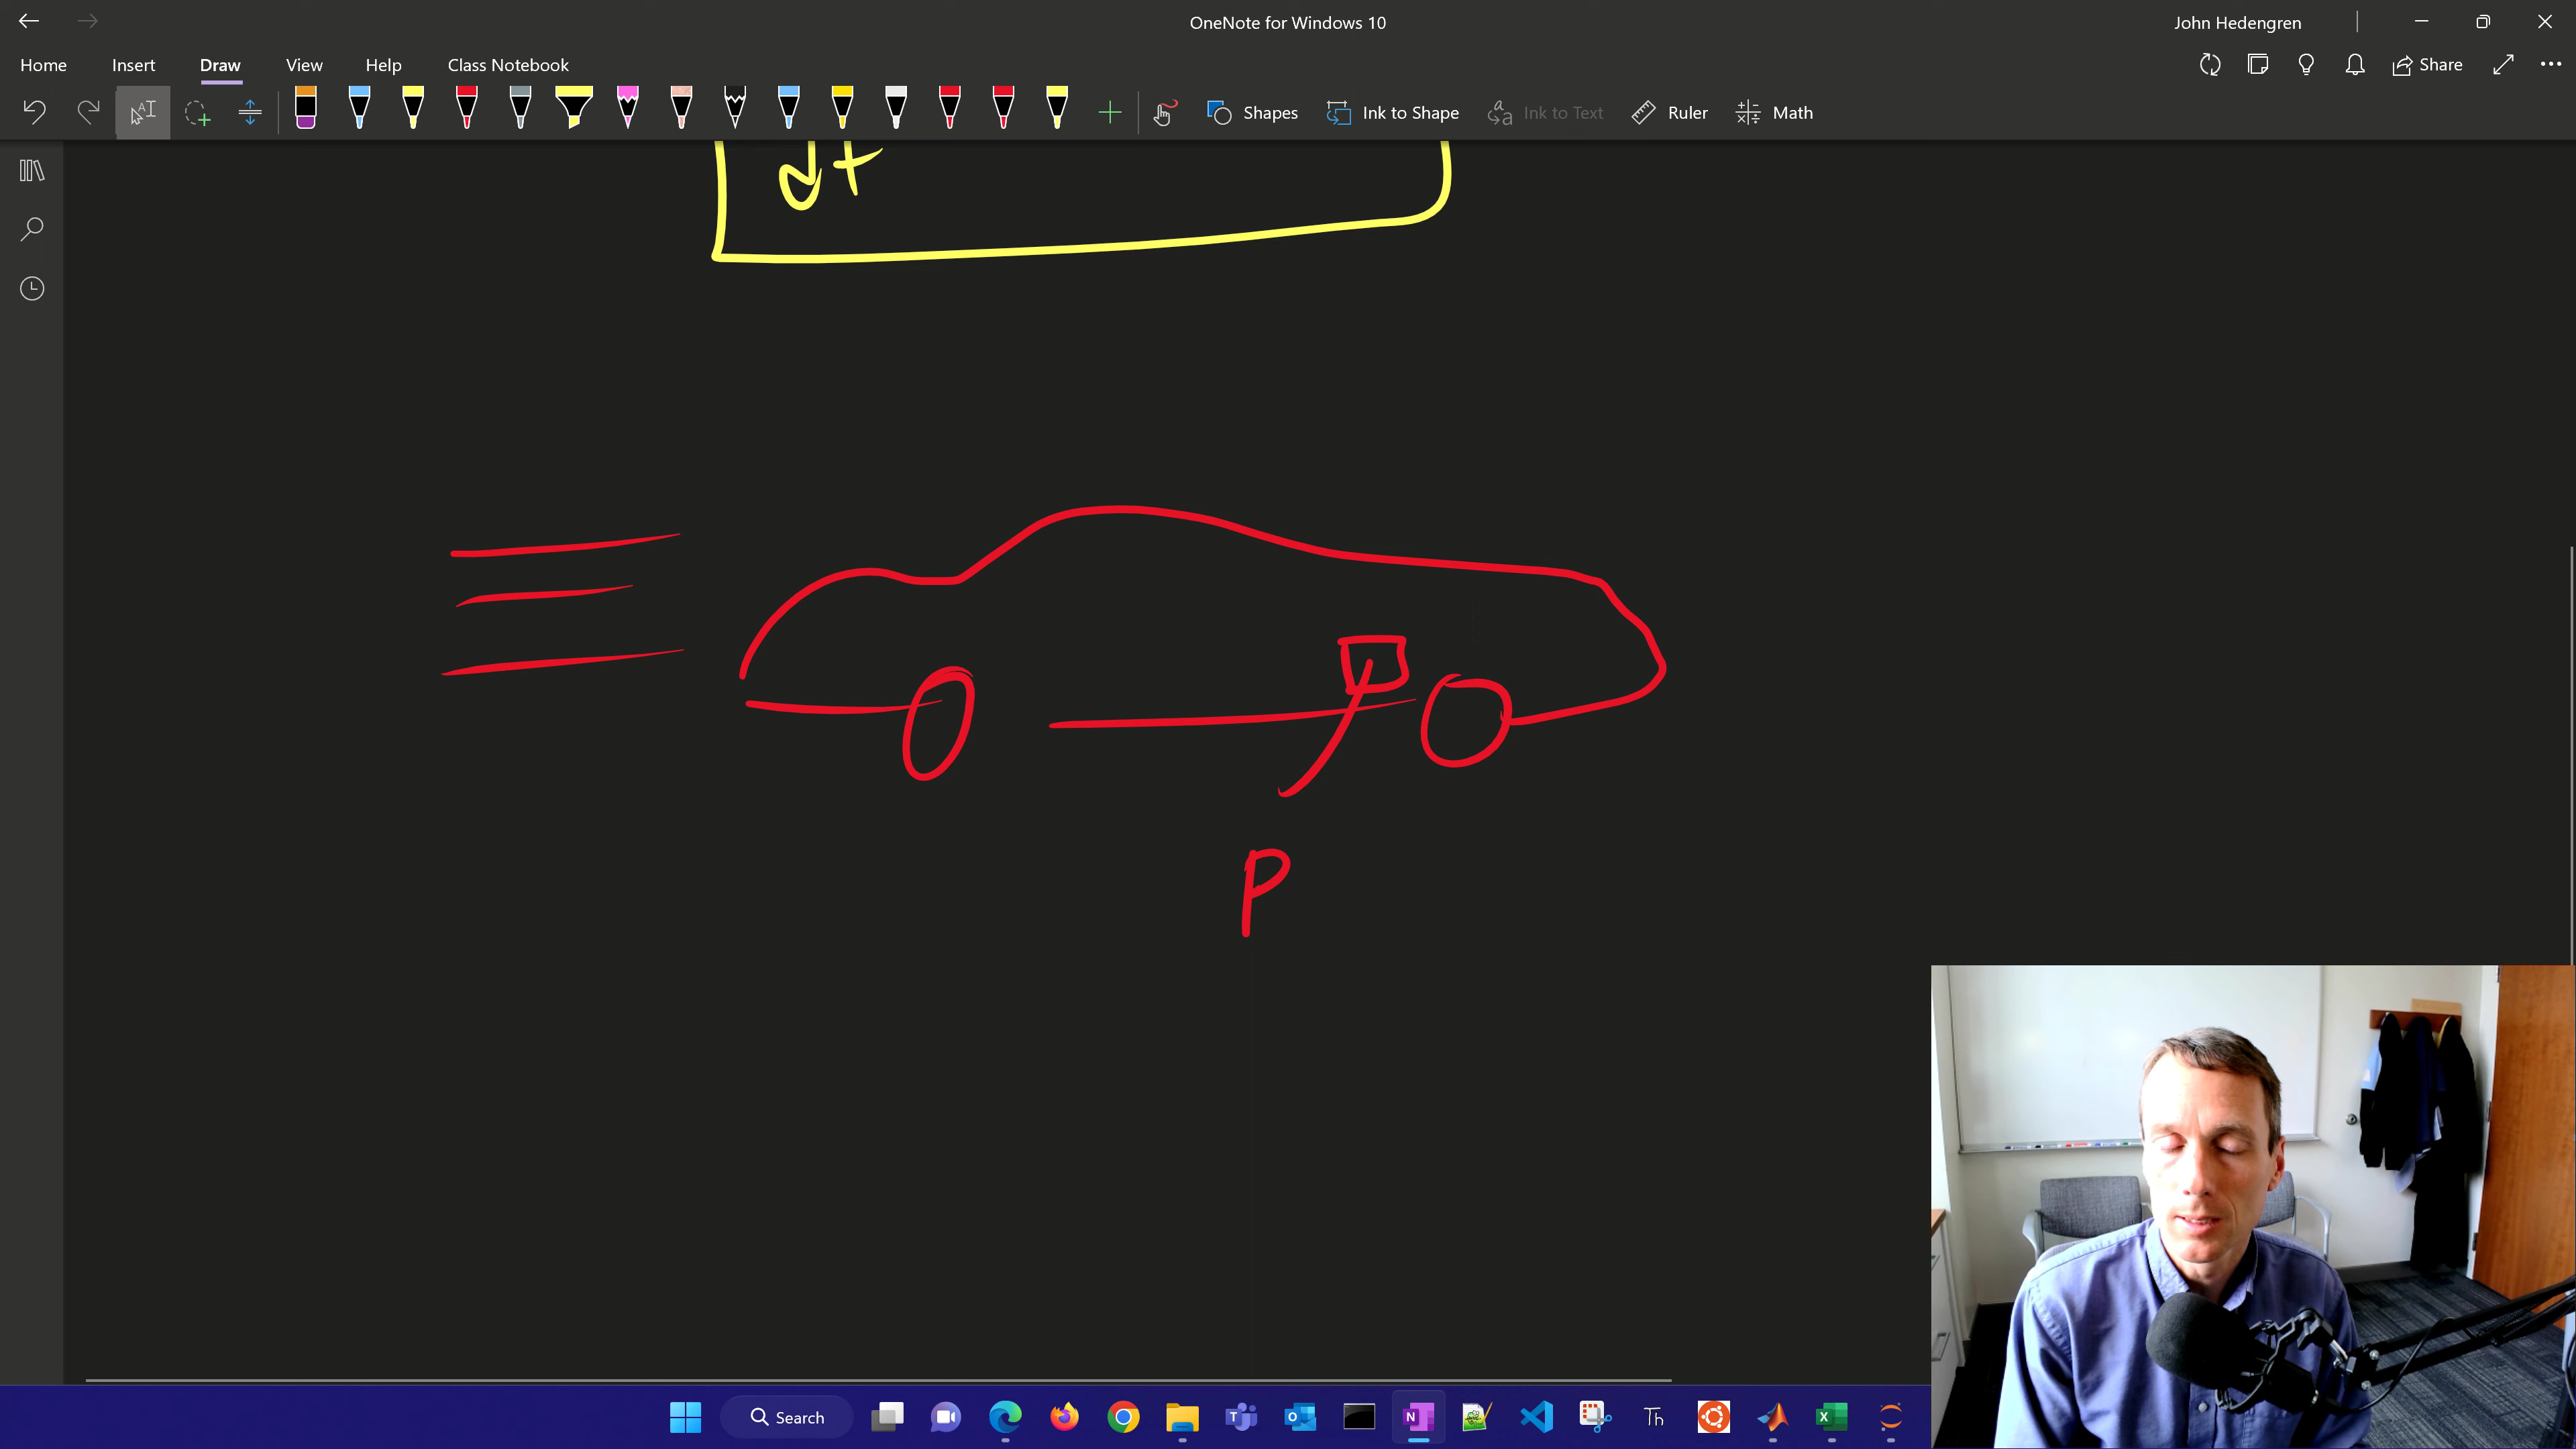 OneNote for Windows 10
John Hedengren
Home Insert Draw View Help Class Notebook
Share
Shapes Ink to Shape Ink to Text Ruler Math
dt
P
Search